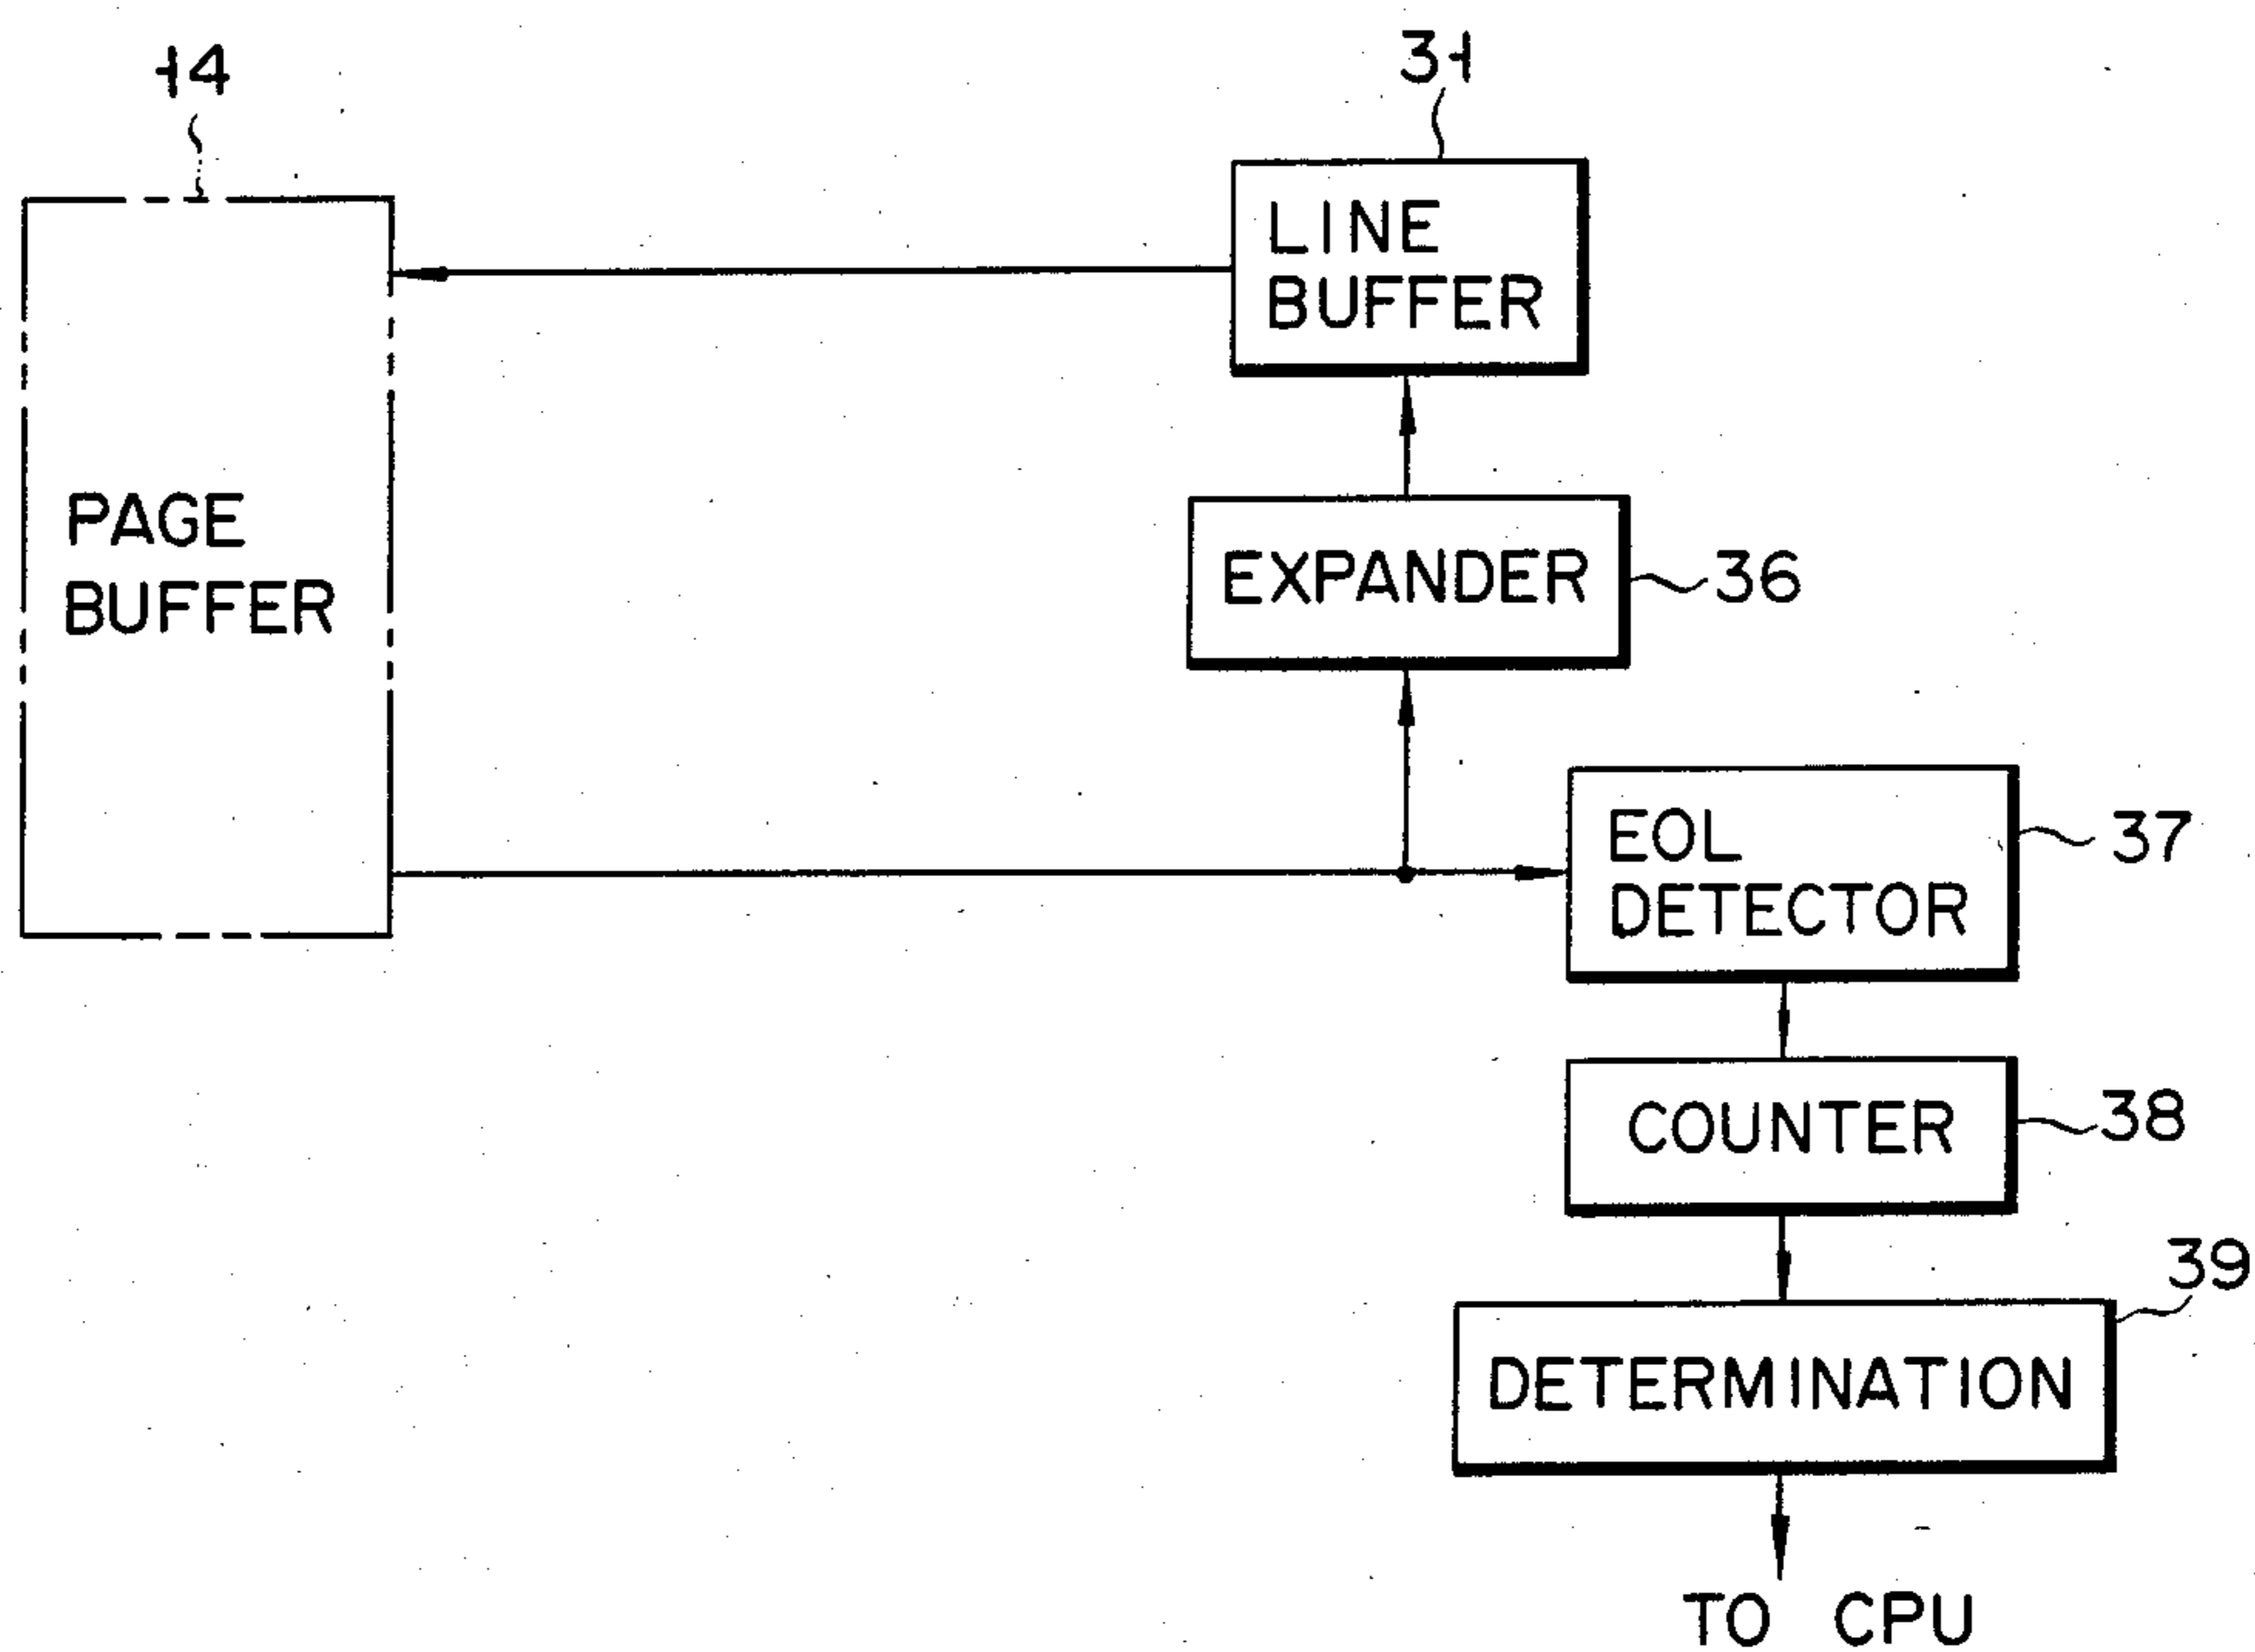 14
31
LINE
BUFFER
PAGE
BUFFER
EXPANDER
36
EOL
DETECTOR
37
COUNTER
38
39
DETERMINATION
TO CPU